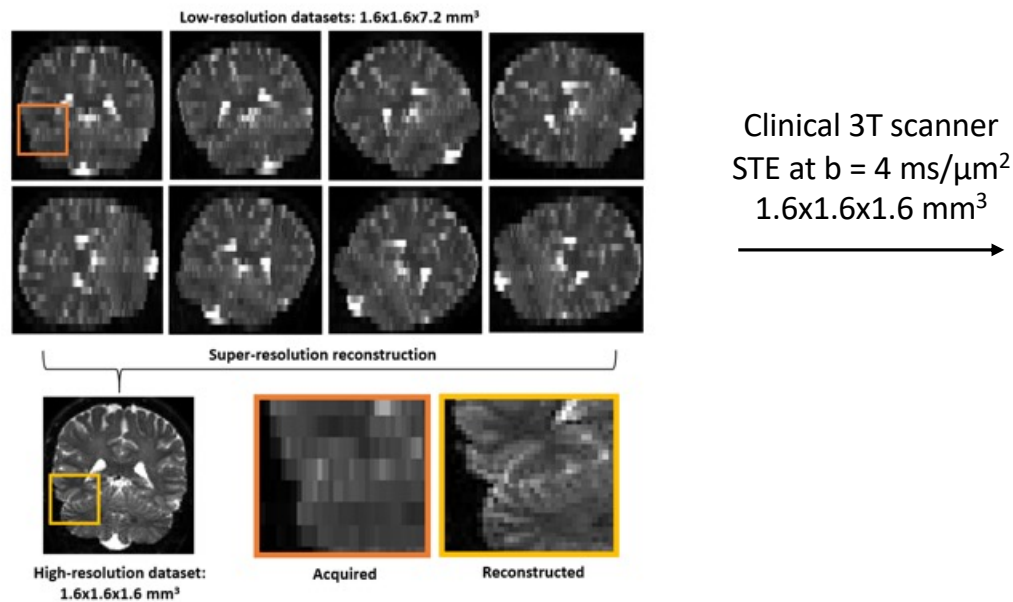 Low-resolution datasets: 1.6x1.6x7.2 mm³
Super-resolution reconstruction
High-resolution dataset:
1.6x1.6x1.6 mm³
Acquired
Reconstructed
Clinical 3T scanner
STE at b = 4 ms/µm²
1.6x1.6x1.6 mm³